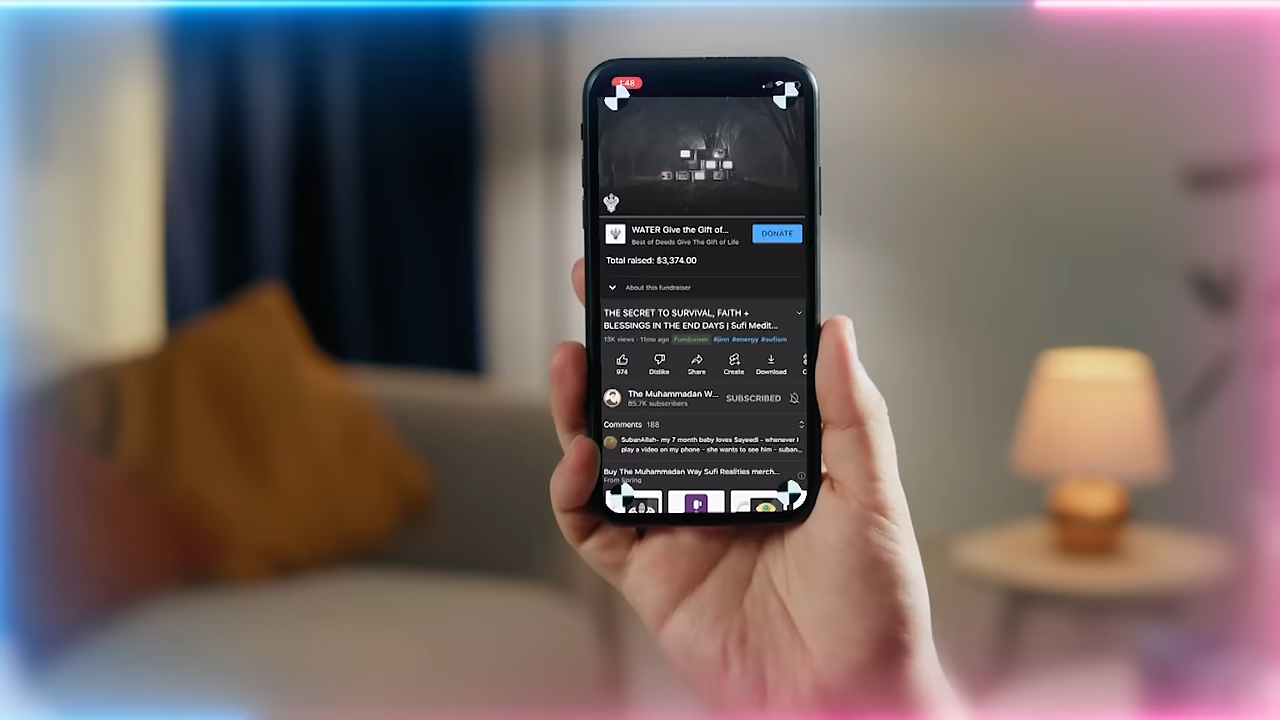 1:48
WATER Give the Gift of...
DONATE
Best of Deeds Give The Gift of Life
Total raised: $3,374.00
About this fundraiser
THE SECRET TO SURVIVAL, FAITH +
BLESSINGS IN THE END DAYS | Sufi Medit...
13K views · 11mo ago Fundraiser #jinn #energy #sufism
974 Dislike Share Create Download
The Muhammadan W...
SUBSCRIBED
85.7K subscribers
Comments 188
SubanAllah- my 7 month baby loves Sayeedi - whenever I
play a video on my phone - she wants to see him - suban...
Buy The Muhammadan Way Sufi Realities merch...
From Spring